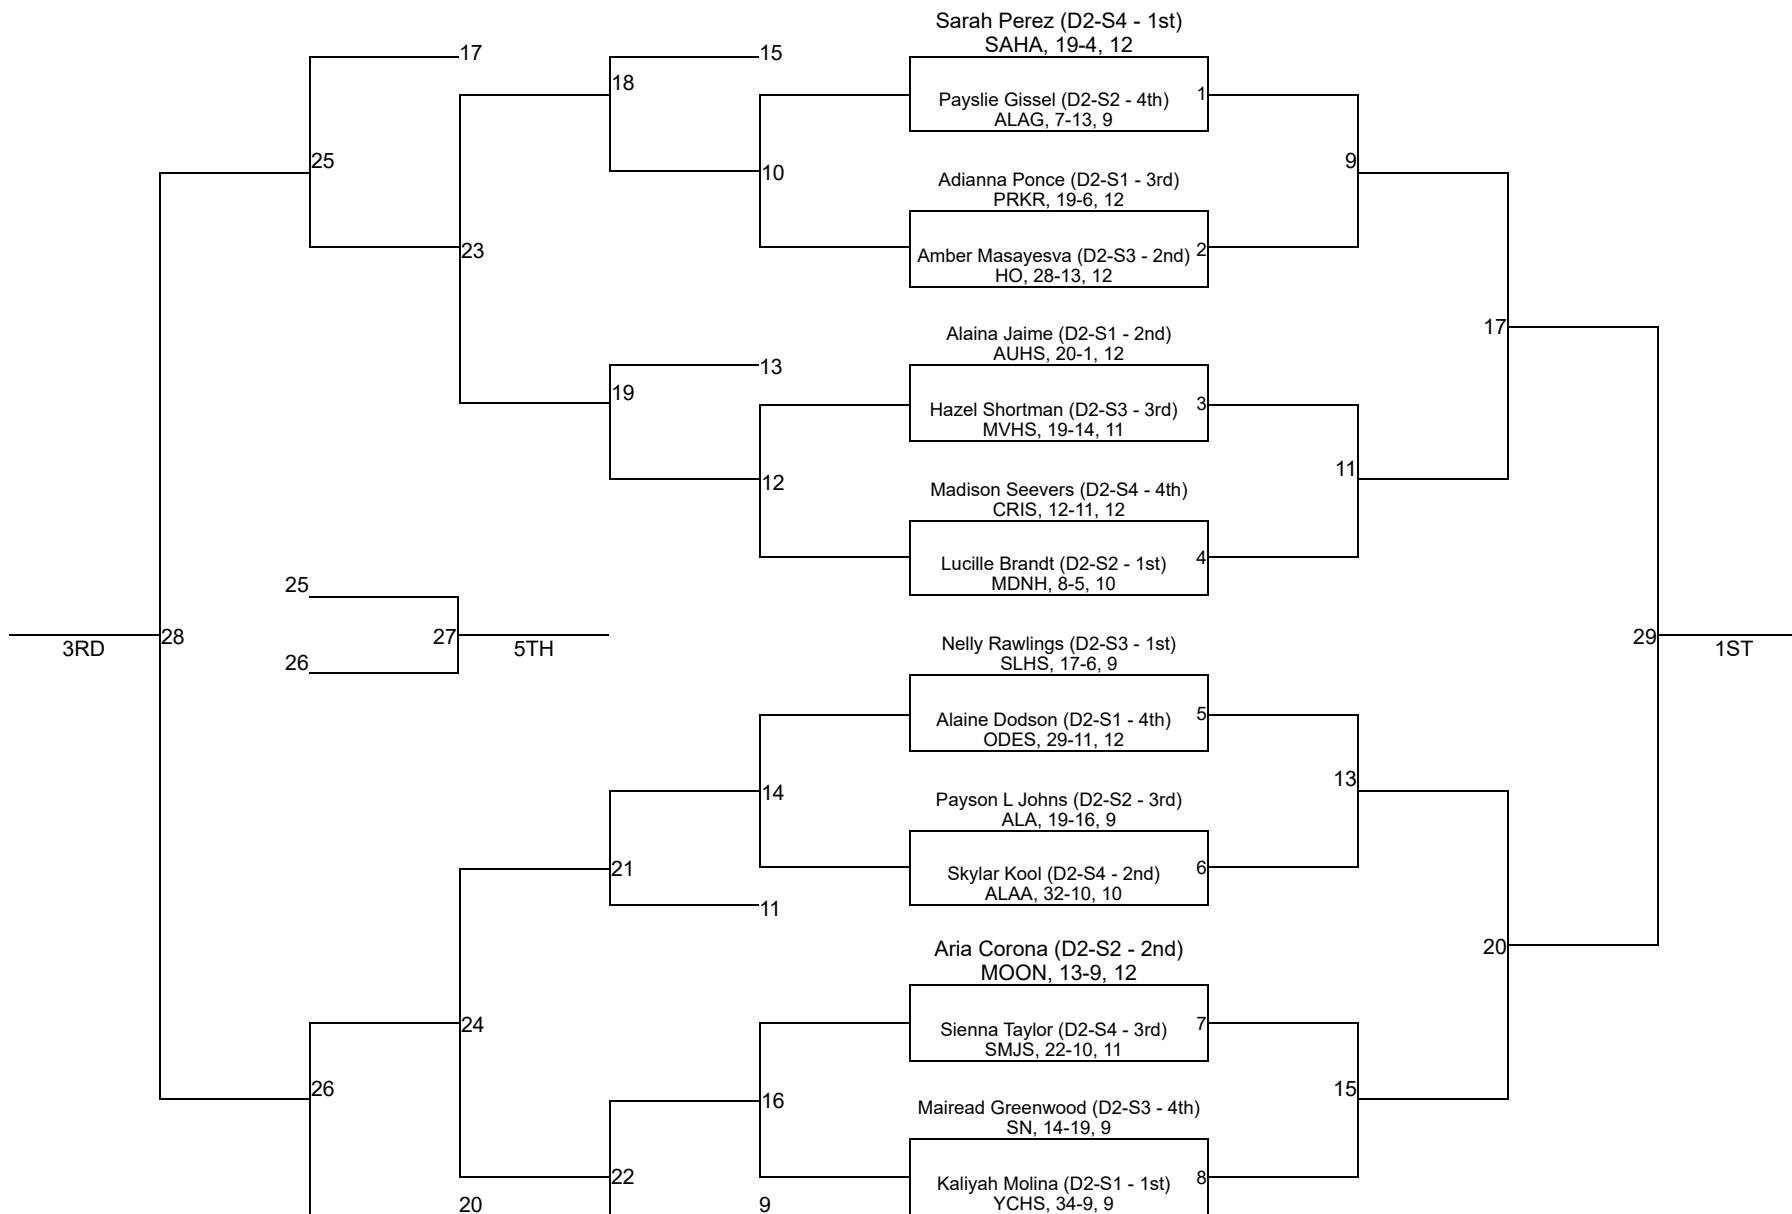 Sarah Perez (D2-S4 - 1st)
SAHA, 19-4, 12
17
15
18
Payslie Gissel (D2-S2 - 4th)
ALAG, 7-13, 9
1
25
10
9
Adianna Ponce (D2-S1 - 3rd)
PRKR, 19-6, 12
23
Amber Masayesva (D2-S3 - 2nd)
HO, 28-13, 12
2
Alaina Jaime (D2-S1 - 2nd)
AUHS, 20-1, 12
17
13
19
Hazel Shortman (D2-S3 - 3rd)
MVHS, 19-14, 11
3
12
11
Madison Seevers (D2-S4 - 4th)
CRIS, 12-11, 12
Lucille Brandt (D2-S2 - 1st)
MDNH, 8-5, 10
4
25
3RD
28
27
5TH
26
29
1ST
Nelly Rawlings (D2-S3 - 1st)
SLHS, 17-6, 9
Alaine Dodson (D2-S1 - 4th)
ODES, 29-11, 12
5
14
13
Payson L Johns (D2-S2 - 3rd)
ALA, 19-16, 9
21
Skylar Kool (D2-S4 - 2nd)
ALAA, 32-10, 10
6
11
Aria Corona (D2-S2 - 2nd)
MOON, 13-9, 12
20
24
Sienna Taylor (D2-S4 - 3rd)
SMJS, 22-10, 11
7
26
16
15
Mairead Greenwood (D2-S3 - 4th)
SN, 14-19, 9
22
Kaliyah Molina (D2-S1 - 1st)
YCHS, 34-9, 9
8
20
9